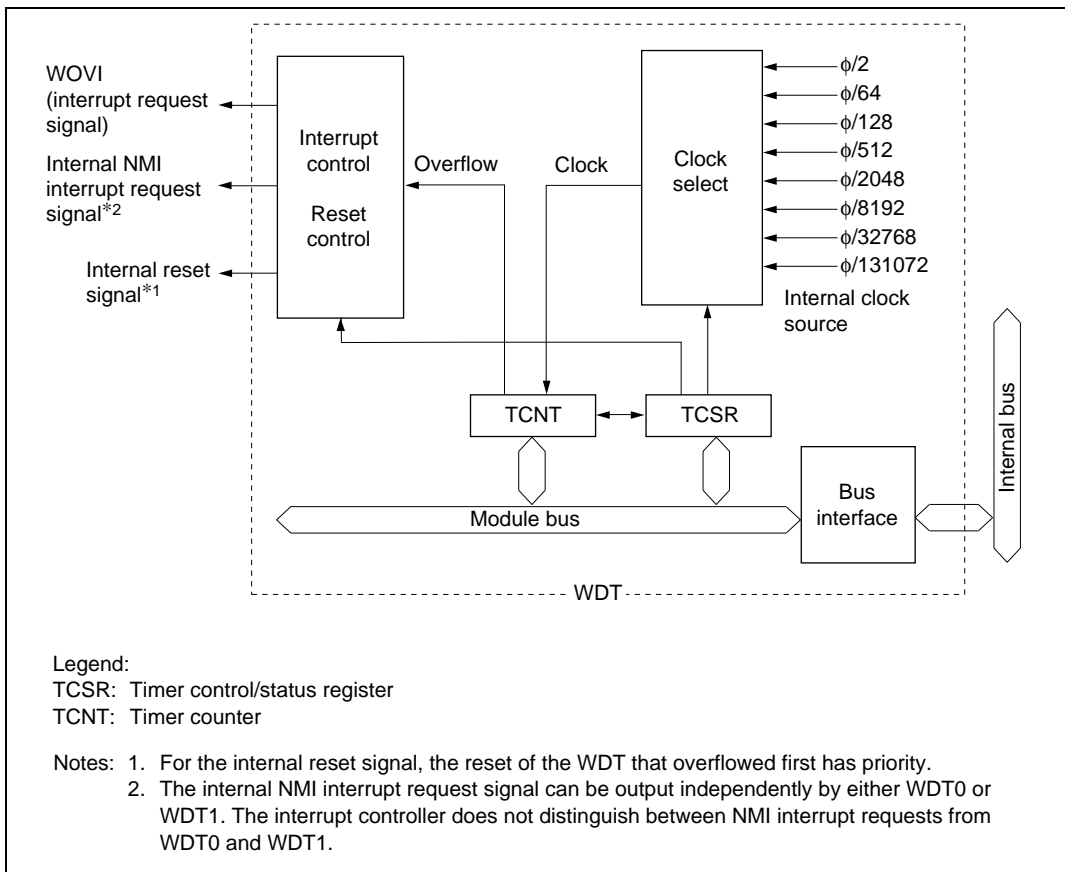 WOVI
(interrupt request
signal)
Internal NMI
interrupt request
signal*2
Internal reset
signal*1
Interrupt
control
Reset
control
Overflow
Clock
Clock
select
ϕ/2
ϕ/64
ϕ/128
ϕ/512
ϕ/2048
ϕ/8192
ϕ/32768
ϕ/131072
Internal clock
source
TCNT
TCSR
Module bus
Bus
interface
Internal bus
WDT
Legend:
TCSR: Timer control/status register
TCNT: Timer counter
Notes: 1. For the internal reset signal, the reset of the WDT that overflowed first has priority.
2. The internal NMI interrupt request signal can be output independently by either WDT0 or
WDT1. The interrupt controller does not distinguish between NMI interrupt requests from
WDT0 and WDT1.